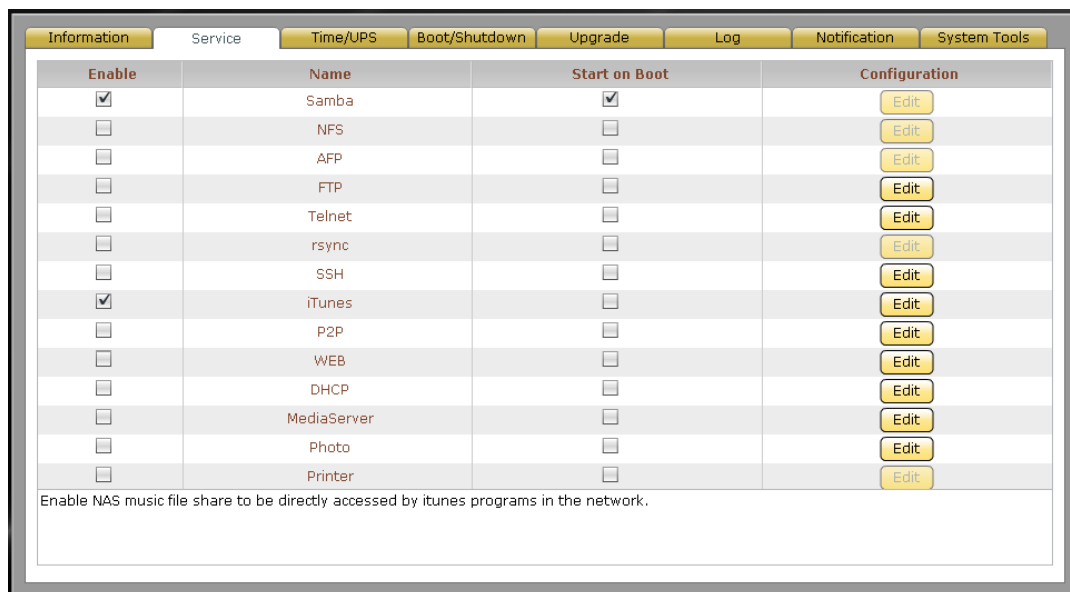 Information Service Time/UPS Boot/Shutdown Upgrade Log Notification System Tools
Enable Name Start on Boot Configuration
Samba Edit
NFS Edit
AFP Edit
FTP Edit
Telnet Edit
rsync Edit
SSH Edit
iTunes Edit
P2P Edit
WEB Edit
DHCP Edit
MediaServer Edit
Photo Edit
Printer Edit
Enable NAS music file share to be directly accessed by itunes programs in the network.